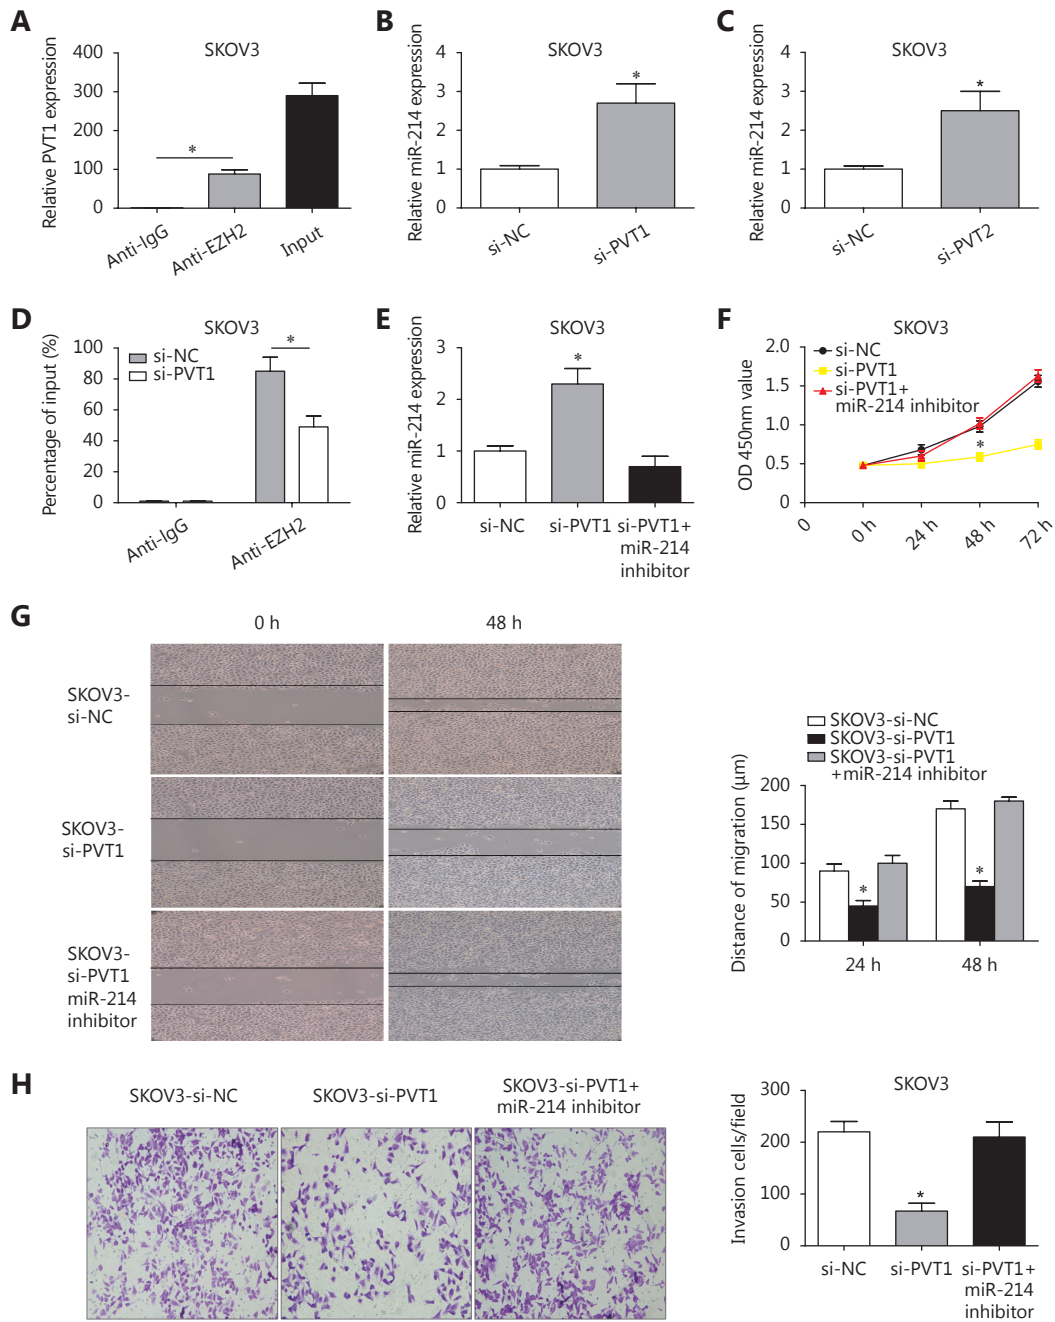 A
SKOV3
Relative PVT1 expression
400
300
200
100
0
*
Anti-IgG
Anti-EZH2
Input
B
SKOV3
Relative miR-214 expression
4
3
2
1
0
*
si-NC
si-PVT1
C
SKOV3
Relative miR-214 expression
4
3
2
1
0
*
si-NC
si-PVT2
D
SKOV3
Percentage of input (%)
100
80
60
40
20
0
si-NC
si-PVT1
*
Anti-IgG
Anti-EZH2
E
SKOV3
Relative miR-214 expression
3
2
1
0
*
si-NC
si-PVT1
si-PVT1+
miR-214
inhibitor
F
SKOV3
OD 450nm value
2.0
1.5
1.0
0.5
0.0
si-NC
si-PVT1
si-PVT1+
miR-214 inhibitor
*
0
0 h
24 h
48 h
72 h
G
0 h
48 h
SKOV3-
si-NC
SKOV3-
si-PVT1
SKOV3-
si-PVT1
miR-214
inhibitor
SKOV3-si-NC
SKOV3-si-PVT1
SKOV3-si-PVT1
+miR-214 inhibitor
Distance of migration (μm)
200
150
100
50
0
*
*
24 h
48 h
H
SKOV3-si-NC
SKOV3-si-PVT1
SKOV3-si-PVT1+
miR-214 inhibitor
SKOV3
Invasion cells/field
300
200
100
0
*
si-NC
si-PVT1
si-PVT1+
miR-214
inhibitor